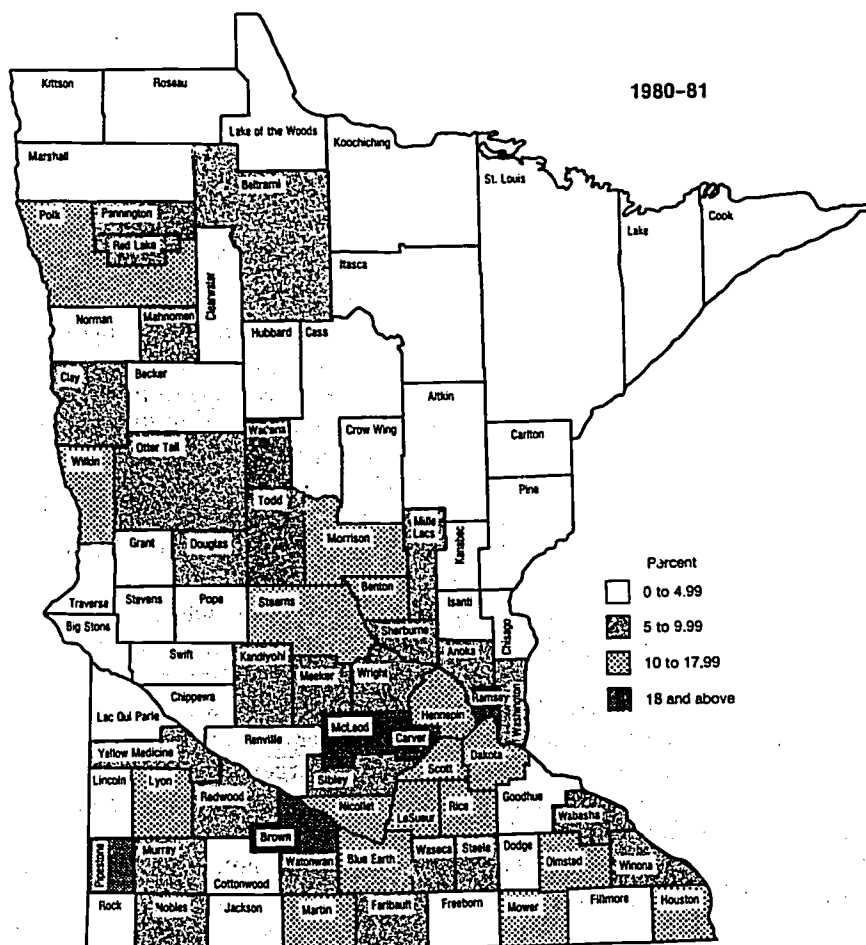 1980-81
Kittson
Roseau
Lake of the Woods
Koochiching
Marshall
Beltrami
St. Louis
Polk
Pannington
Lake
Cook
Red Lake
Itasca
Clearwater
Norman
Mahnomen
Hubbard
Cass
Clay
Becker
Aitkin
Crow Wing
Carlton
Wadena
Wilkin
Otter Tail
Pine
Todd
Mille
Lacs
Kanabec
Grant
Douglas
Morrison
Percent
0 to 4.99
Traverse
Stevens
Pope
Stearns
Benton
Isanti
Chisago
5 to 9.99
Big Stone
Sherburne
Swift
Kandiyohi
Anoka
10 to 17.99
Meeker
Wright
Chippewa
Ramsey
Washington
18 and above
Lac Qui Parle
McLeod
Hennepin
Renville
Carver
Yellow Medicine
Dakota
Scott
Lincoln
Lyon
Sibley
Redwood
Nicollet
LeSueur
Rice
Goodhue
Wabasha
Brown
Pipestone
Murray
Watonwan
Blue Earth
Waseca
Steele
Dodge
Olmsted
Winona
Cottonwood
Rock
Nobles
Jackson
Martin
Faribault
Freeborn
Mower
Fillmore
Houston